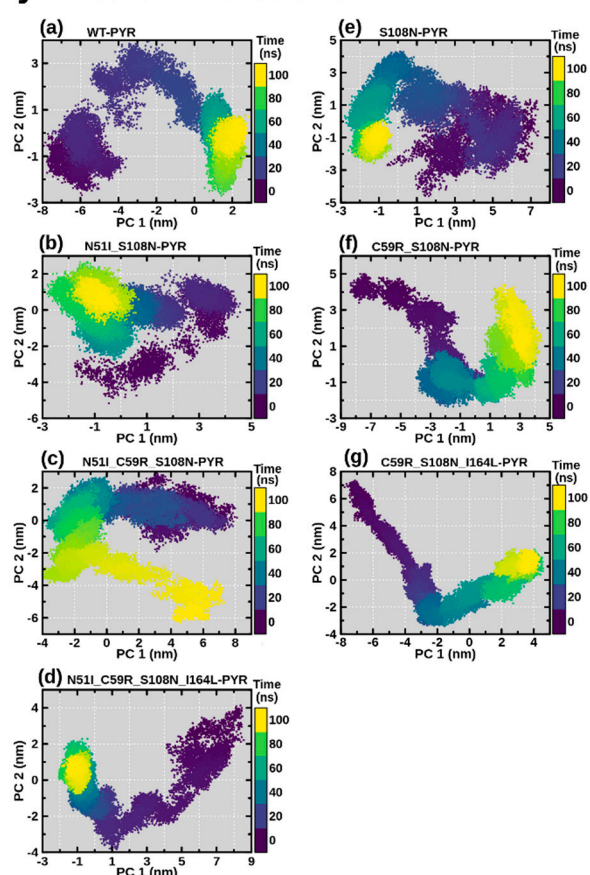 (a) WT-PYR
Time (ns)
PC 2 (nm)
3
1
-1
-3
-8 -6 -4 -2 0 2
PC 1 (nm)
100
80
60
40
20
0
(e) S108N-PYR
Time (ns)
PC 2 (nm)
5
3
1
-1
-3
-5
-3 -1 1 3 5 7
PC 1 (nm)
100
80
60
40
20
0
(b) N51I_S108N-PYR
Time (ns)
PC 2 (nm)
2
0
-2
-4
-6
-3 -1 1 3 5
PC 1 (nm)
100
80
60
40
20
0
(f) C59R_S108N-PYR
Time (ns)
PC 2 (nm)
5
3
1
-1
-3
-9 -7 -5 -3 -1 1 3 5
PC 1 (nm)
100
80
60
40
20
0
(c) N51I_C59R_S108N-PYR
Time (ns)
PC 2 (nm)
2
0
-2
-4
-6
-4 -2 0 2 4 6 8
PC 1 (nm)
100
80
60
40
20
0
(g) C59R_S108N_I164L-PYR
Time (ns)
PC 2 (nm)
8
6
4
2
0
-2
-4
-8 -6 -4 -2 0 2 4
PC 1 (nm)
100
80
60
40
20
0
(d) N51I_C59R_S108N_I164L-PYR
Time (ns)
PC 2 (nm)
4
2
0
-2
-4
-3 -1 1 3 5 7 9
PC 1 (nm)
100
80
60
40
20
0